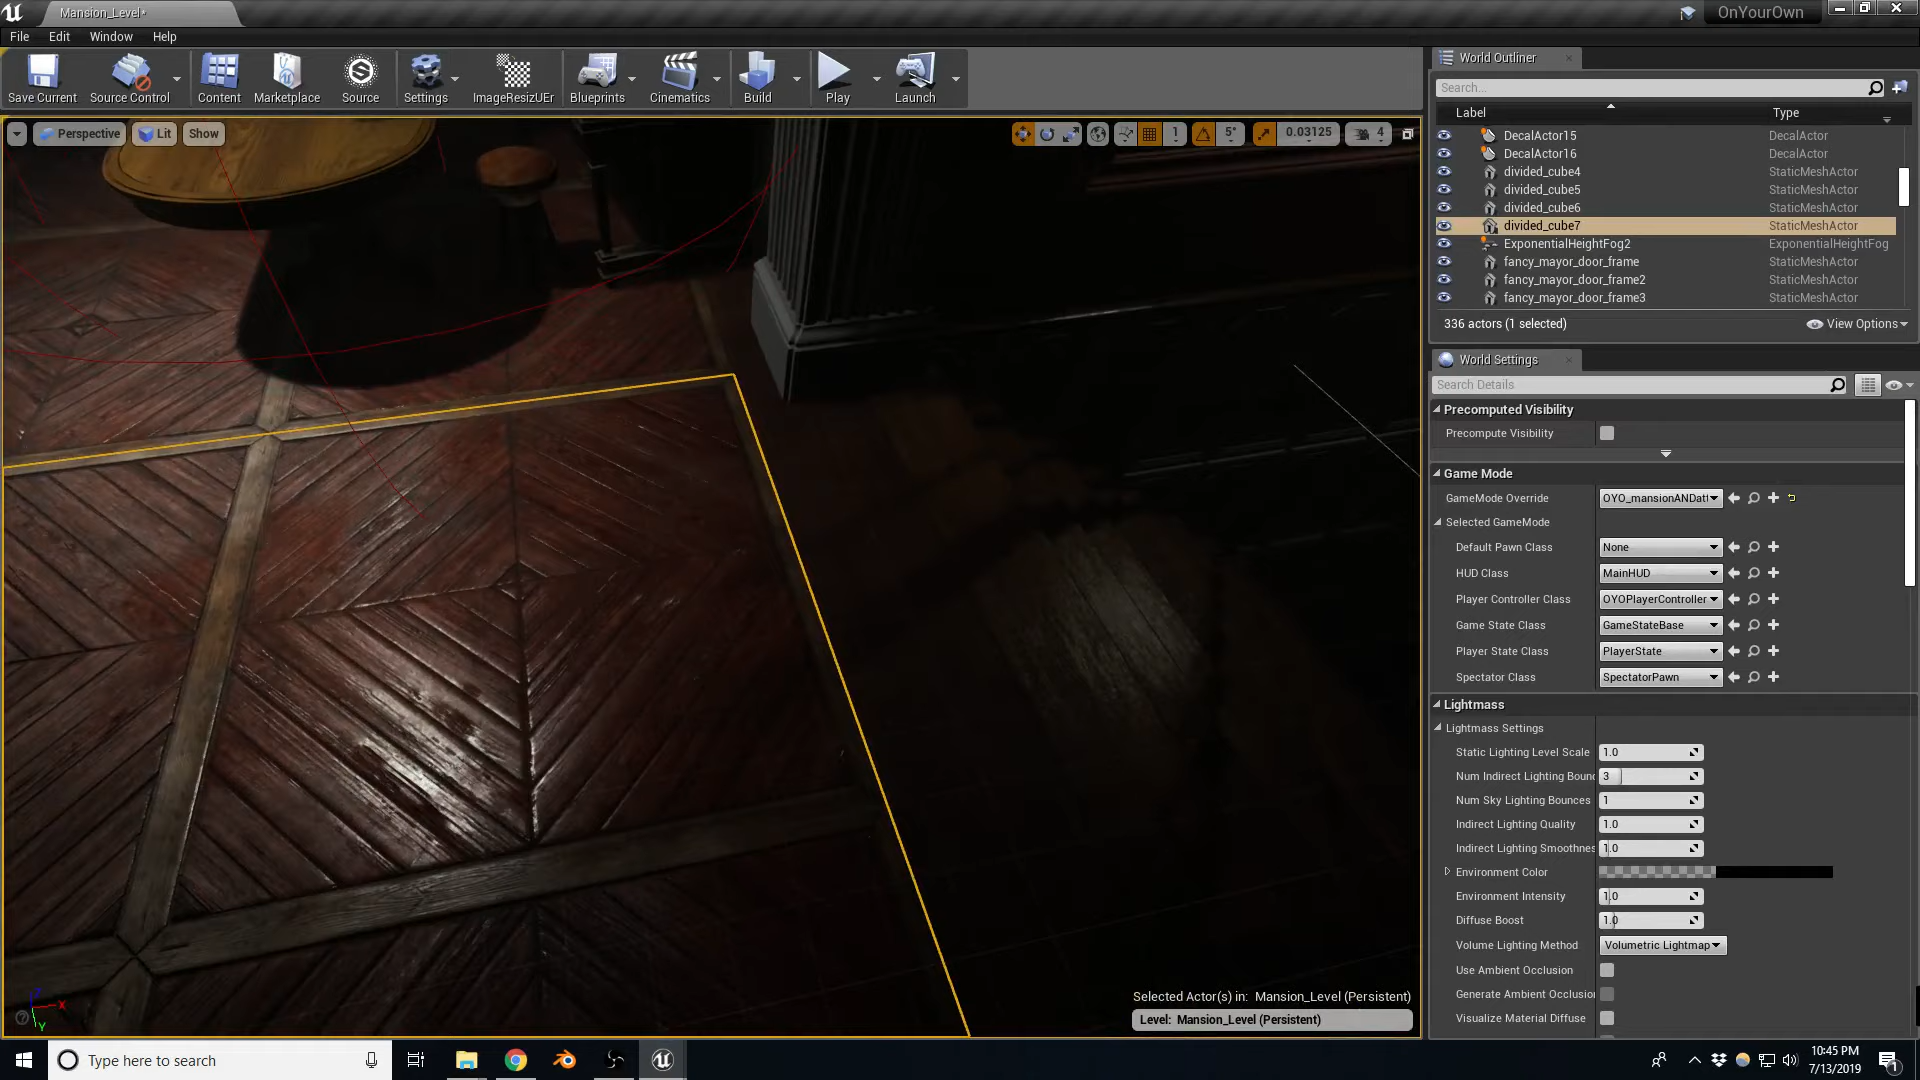 Mansion_Level*
OnYourOwn
File Edit Window Help
Save Current Source Control Content Marketplace Source Settings ImageResizUEr Blueprints Cinematics Build Play Launch
Perspective Lit Show
1 5° 0.03125 4
World Outliner
Search...
Label Type
DecalActor15 DecalActor
DecalActor16 DecalActor
divided_cube4 StaticMeshActor
divided_cube5 StaticMeshActor
divided_cube6 StaticMeshActor
divided_cube7 StaticMeshActor
ExponentialHeightFog2 ExponentialHeightFog
fancy_mayor_door_frame StaticMeshActor
fancy_mayor_door_frame2 StaticMeshActor
fancy_mayor_door_frame3 StaticMeshActor
336 actors (1 selected) View Options
World Settings
Search Details
Precomputed Visibility
Precompute Visibility
Game Mode
GameMode Override OYO_mansionANDatt
Selected GameMode
Default Pawn Class None
HUD Class MainHUD
Player Controller Class OYOPlayerController
Game State Class GameStateBase
Player State Class PlayerState
Spectator Class SpectatorPawn
Lightmass
Lightmass Settings
Static Lighting Level Scale 1.0
Num Indirect Lighting Bounc 3
Num Sky Lighting Bounces 1
Indirect Lighting Quality 1.0
Indirect Lighting Smoothnes 1.0
Environment Color
Environment Intensity 1.0
Diffuse Boost 1.0
Volume Lighting Method Volumetric Lightmap
Use Ambient Occlusion
Generate Ambient Occlusion
Visualize Material Diffuse
Z X Y
Selected Actor(s) in: Mansion_Level (Persistent)
Level: Mansion_Level (Persistent)
Type here to search
10:45 PM
7/13/2019
1